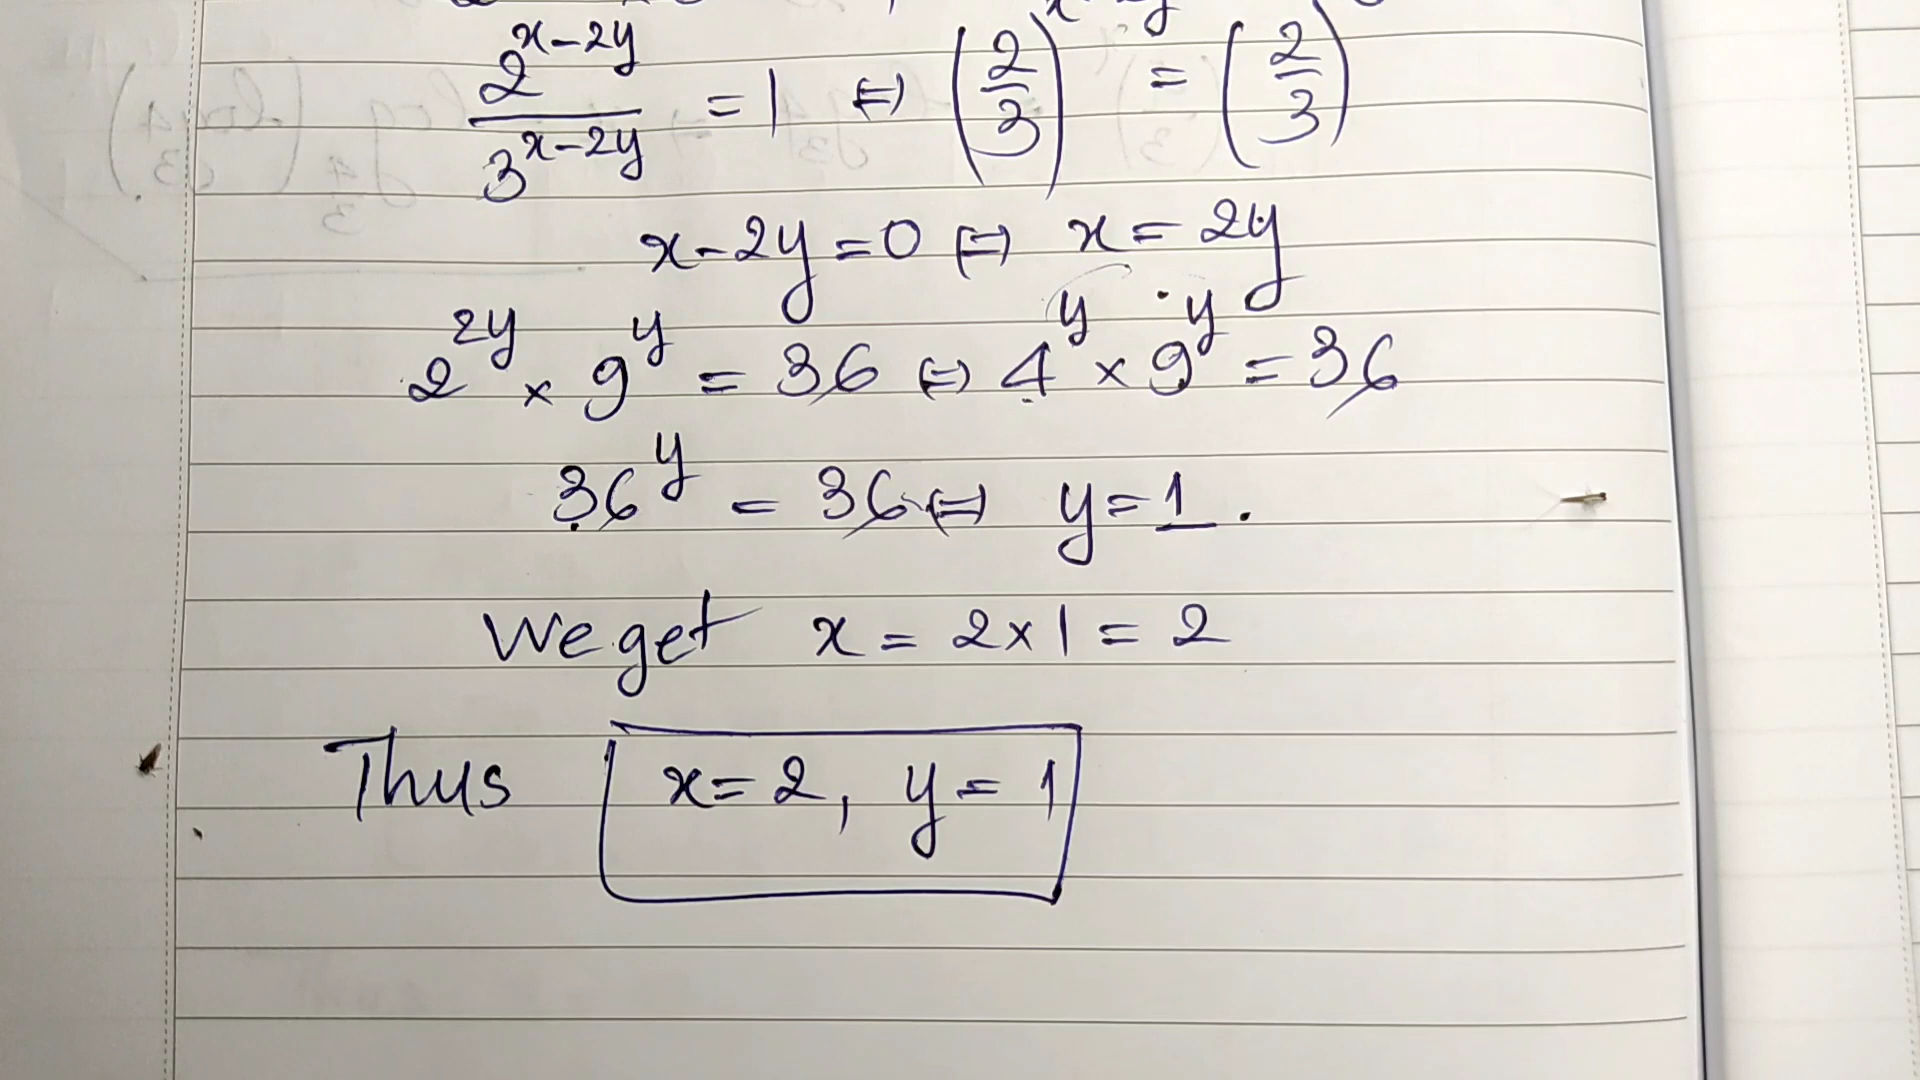 2^{x-2y}/3^{x-2y} = 1 ⇔ (2/3)^{x-2y} = (2/3)
x-2y=0 ⇔ x=2y
2^{2y} × 9^y = 36 ⇔ 4^y × 9^y = 36
36^y = 36 ⇔ y=1.
We get x = 2×1 = 2
Thus x=2, y=1